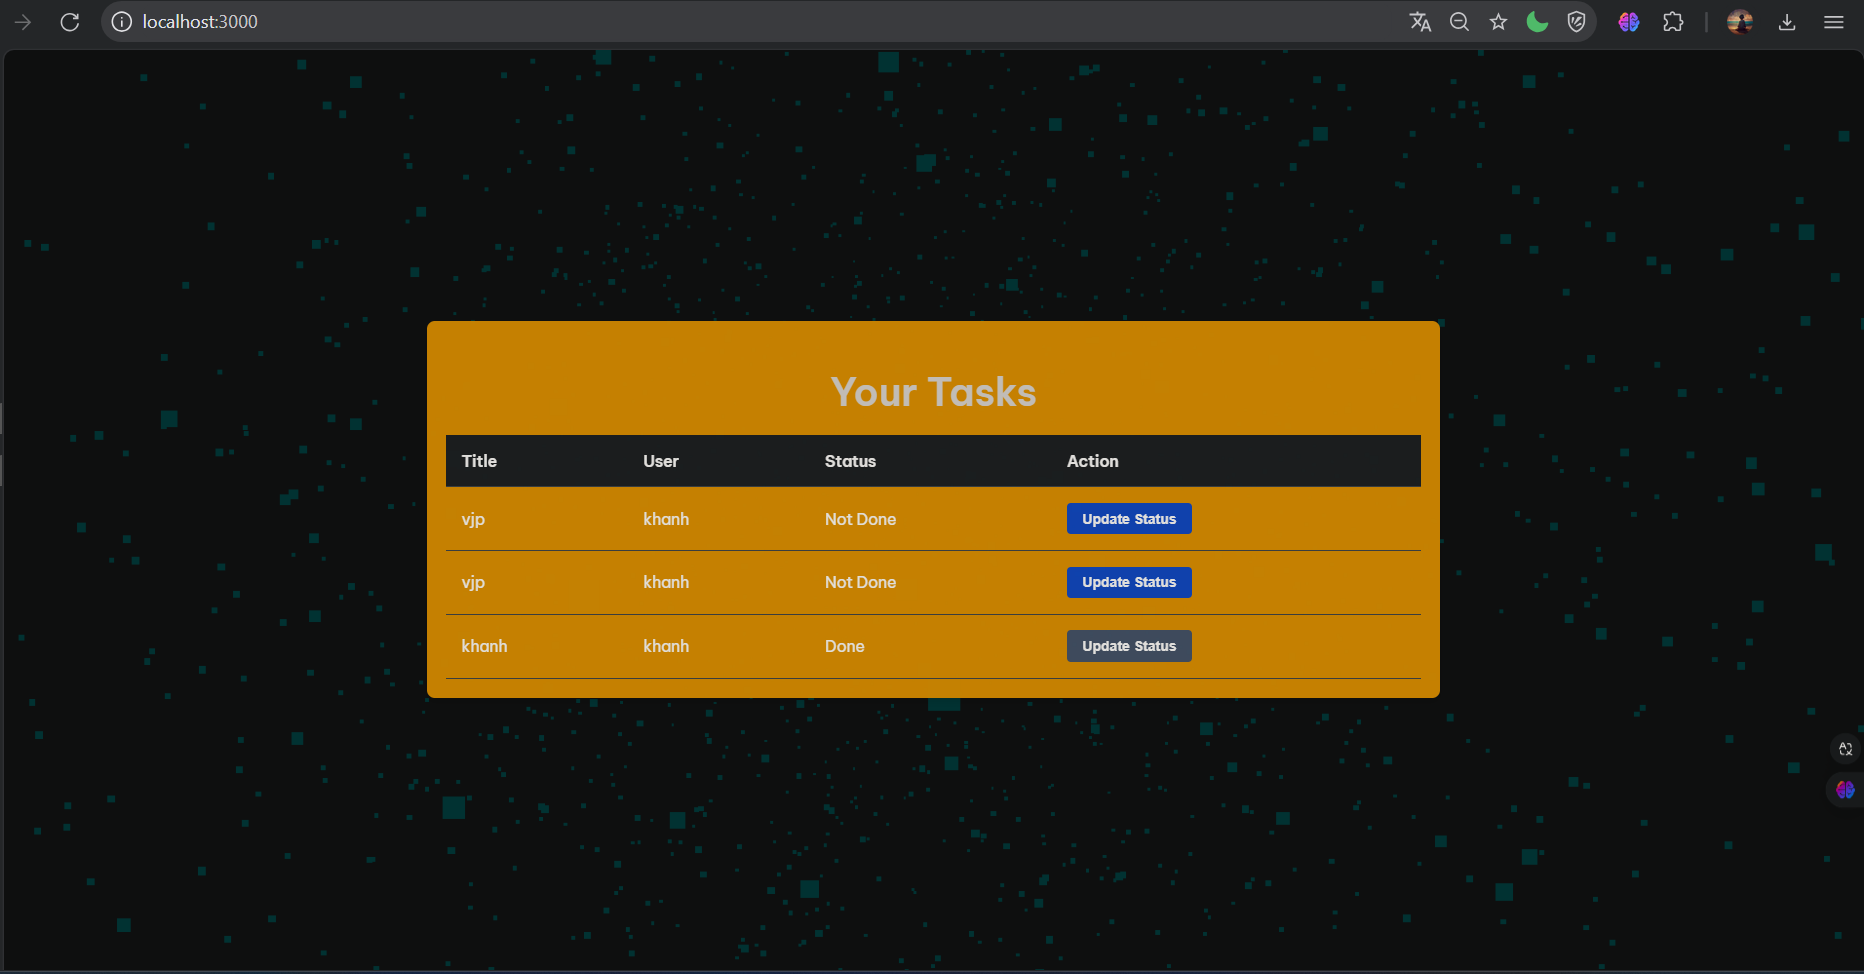 localhost:3000
Your Tasks
Title User Status Action
vjp khanh Not Done Update Status
vjp khanh Not Done Update Status
khanh khanh Done Update Status